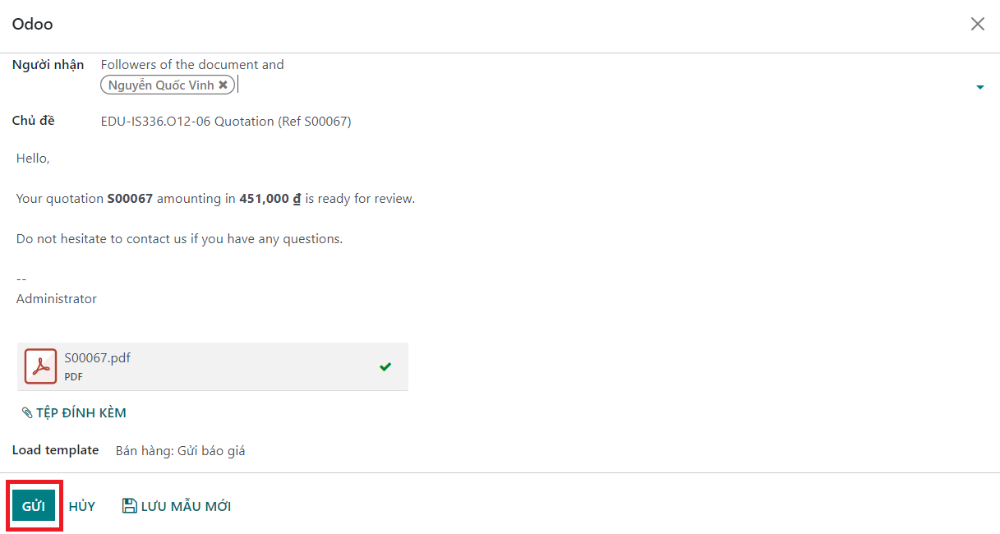 Odoo
Người nhận Followers of the document and
Nguyễn Quốc Vinh
Chủ đề EDU-IS336.O12-06 Quotation (Ref S00067)
Hello,
Your quotation S00067 amounting in 451,000 ₫ is ready for review.
Do not hesitate to contact us if you have any questions.
--
Administrator
S00067.pdf
PDF
TỆP ĐÍNH KÈM
Load template Bán hàng: Gửi báo giá
GỬI HỦY LƯU MẪU MỚI